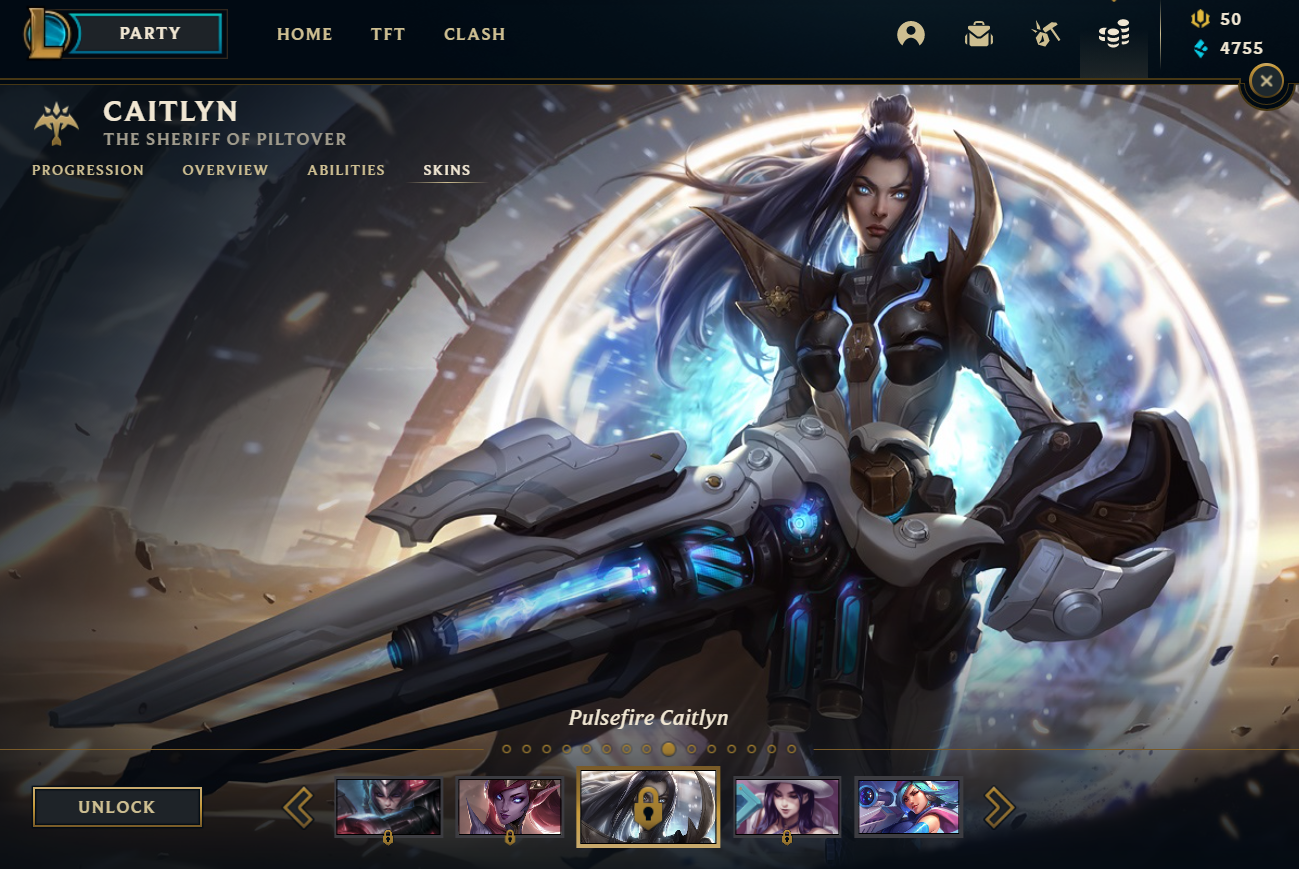 PARTY
HOME
TFT
CLASH
50
4755
CAITLYN
THE SHERIFF OF PILTOVER
PROGRESSION
OVERVIEW
ABILITIES
SKINS
Pulsefire Caitlyn
UNLOCK